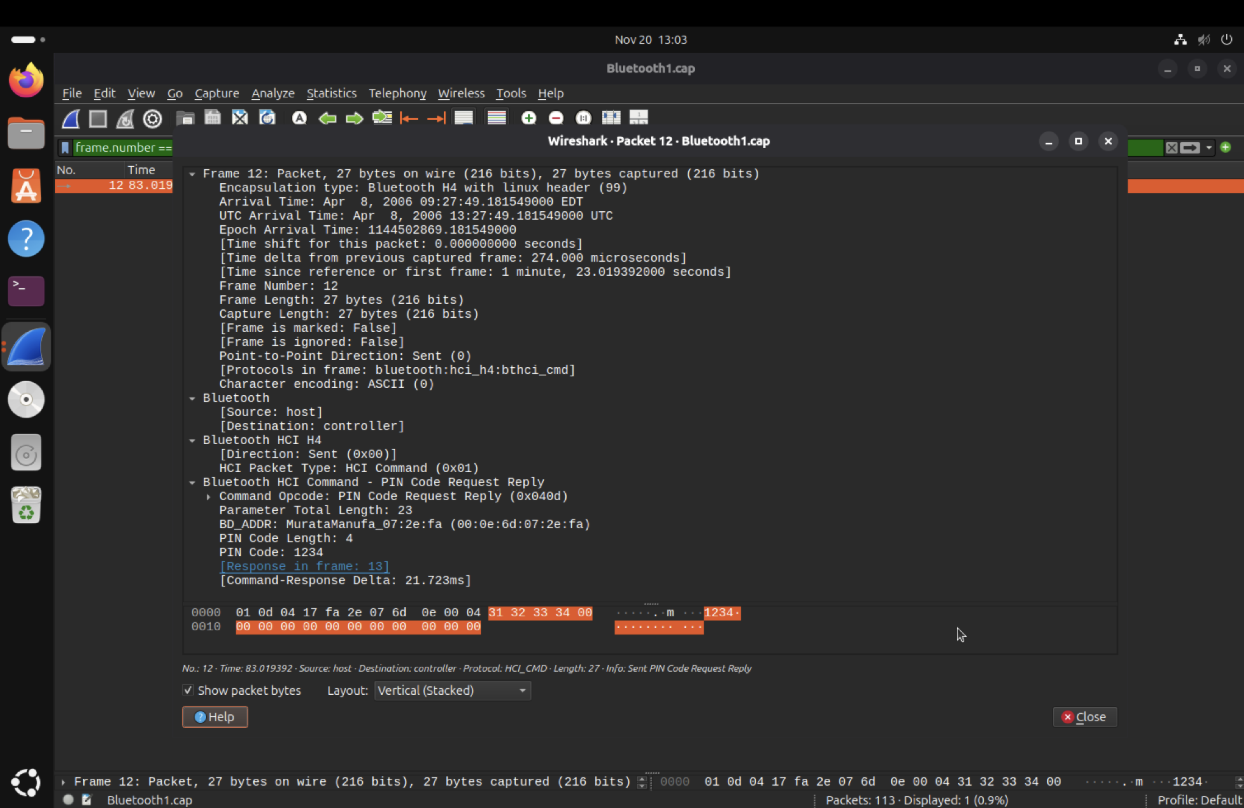 Nov 20 13:03
Bluetooth1.cap
File Edit View Go Capture Analyze Statistics Telephony Wireless Tools Help
frame.number ==
Wireshark · Packet 12 · Bluetooth1.cap
No. Time
12 83.019
Frame 12: Packet, 27 bytes on wire (216 bits), 27 bytes captured (216 bits)
Encapsulation type: Bluetooth H4 with linux header (99)
Arrival Time: Apr  8, 2006 09:27:49.181549000 EDT
UTC Arrival Time: Apr  8, 2006 13:27:49.181549000 UTC
Epoch Arrival Time: 1144502869.181549000
[Time shift for this packet: 0.000000000 seconds]
[Time delta from previous captured frame: 274.000 microseconds]
[Time since reference or first frame: 1 minute, 23.019392000 seconds]
Frame Number: 12
Frame Length: 27 bytes (216 bits)
Capture Length: 27 bytes (216 bits)
[Frame is marked: False]
[Frame is ignored: False]
Point-to-Point Direction: Sent (0)
[Protocols in frame: bluetooth:hci_h4:bthci_cmd]
Character encoding: ASCII (0)
Bluetooth
[Source: host]
[Destination: controller]
Bluetooth HCI H4
[Direction: Sent (0x00)]
HCI Packet Type: HCI Command (0x01)
Bluetooth HCI Command - PIN Code Request Reply
Command Opcode: PIN Code Request Reply (0x040d)
Parameter Total Length: 23
BD_ADDR: MurataManufa_07:2e:fa (00:0e:6d:07:2e:fa)
PIN Code Length: 4
PIN Code: 1234
[Response in frame: 13]
[Command-Response Delta: 21.723ms]
0000 01 0d 04 17 fa 2e 07 6d 0e 00 04 31 32 33 34 00 ·····.·m ···1234·
0010 00 00 00 00 00 00 00 00 00 00 00 ········ ···
No.: 12 · Time: 83.019392 · Source: host · Destination: controller · Protocol: HCI_CMD · Length: 27 · Info: Sent PIN Code Request Reply
Show packet bytes Layout: Vertical (Stacked)
Help Close
Frame 12: Packet, 27 bytes on wire (216 bits), 27 bytes captured (216 bits) 0000 01 0d 04 17 fa 2e 07 6d 0e 00 04 31 32 33 34 00 ·····.·m ···1234·
Bluetooth1.cap Packets: 113 · Displayed: 1 (0.9%) Profile: Default